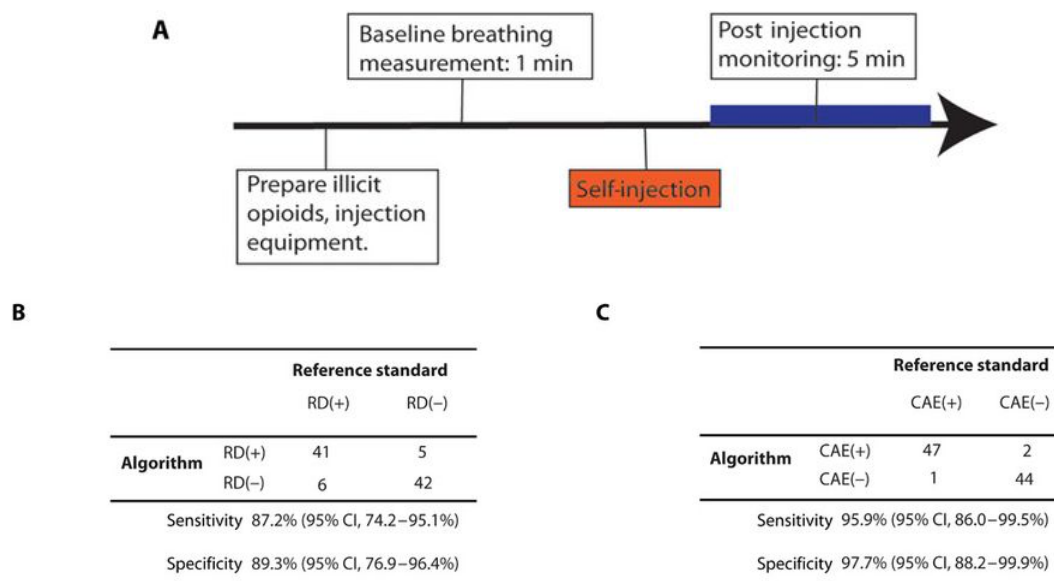 A
Baseline breathing
measurement: 1 min
Post injection
monitoring: 5 min
Prepare illicit
opioids, injection
equipment.
Self-injection
B
Reference standard
RD(+) RD(−)
Algorithm RD(+) 41 5
RD(−) 6 42
Sensitivity 87.2% (95% CI, 74.2–95.1%)
Specificity 89.3% (95% CI, 76.9–96.4%)
C
Reference standard
CAE(+) CAE(−)
Algorithm CAE(+) 47 2
CAE(−) 1 44
Sensitivity 95.9% (95% CI, 86.0–99.5%)
Specificity 97.7% (95% CI, 88.2–99.9%)